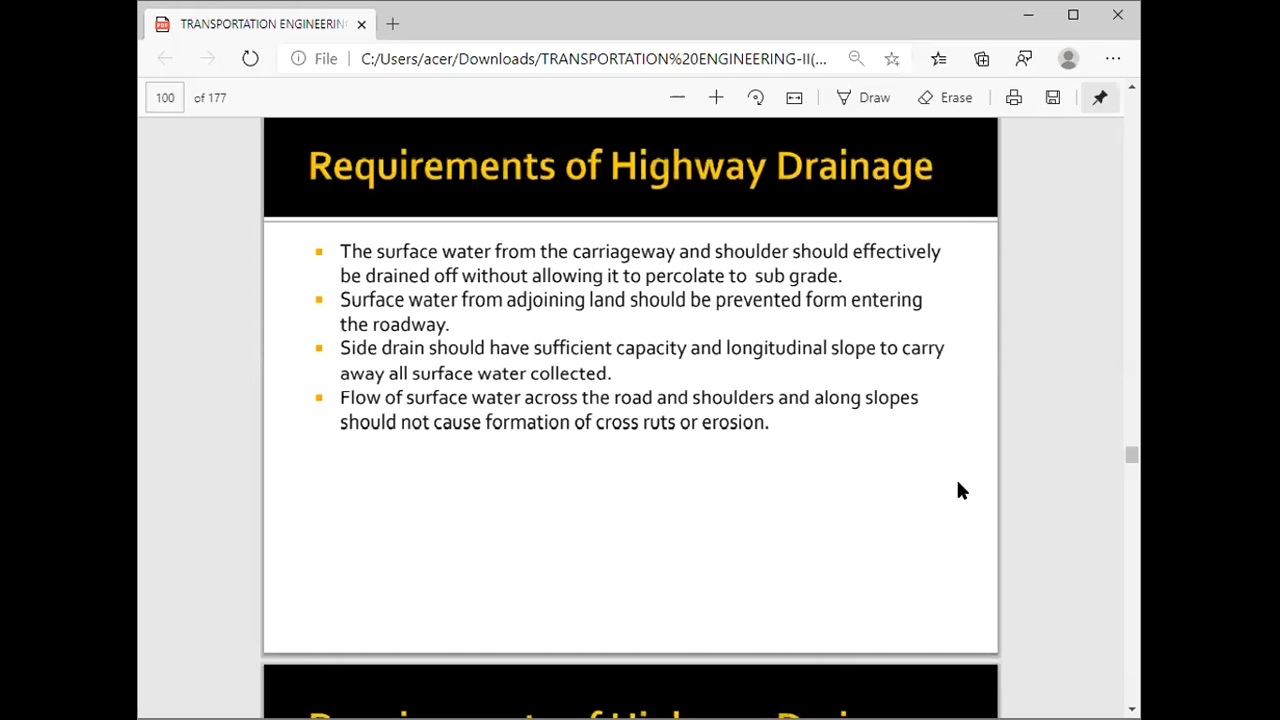 TRANSPORTATION ENGINEERIN
File
C:/Users/acer/Downloads/TRANSPORTATION%20ENGINEERING-II(...
100 of 177
Draw
Erase
Requirements of Highway Drainage
The surface water from the carriageway and shoulder should effectively
be drained off without allowing it to percolate to sub grade.
Surface water from adjoining land should be prevented form entering
the roadway.
Side drain should have sufficient capacity and longitudinal slope to carry
away all surface water collected.
Flow of surface water across the road and shoulders and along slopes
should not cause formation of cross ruts or erosion.
Requirements of Highway Drainage